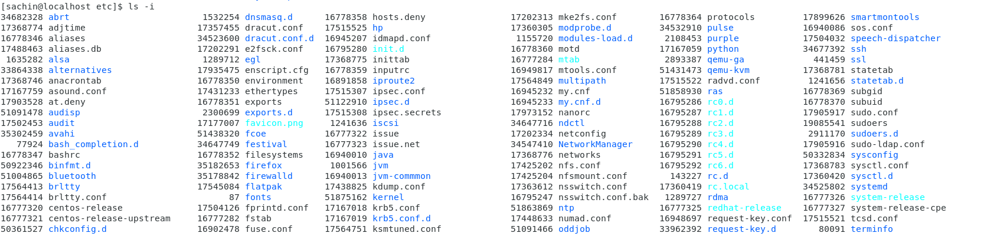 [sachin@localhost etc]$ ls -i
34682328 abrt 1532254 dnsmasq.d 16778358 hosts.deny 17202313 mke2fs.conf 16778364 protocols 17899626 smartmontools
17368774 adjtime 17357455 dracut.conf 17515525 hp 17360305 modprobe.d 34532910 pulse 16940086 sos.conf
16778346 aliases 34523600 dracut.conf.d 16945207 idmapd.conf 1155720 modules-load.d 2108453 purple 17504032 speech-dispatcher
17488463 aliases.db 17202291 e2fsck.conf 16795280 init.d 16778360 motd 17167059 python 34677392 ssh
1635282 alsa 1289712 egl 17368775 inittab 16777284 mtab 2893387 qemu-ga 441459 ssl
33864338 alternatives 17935475 enscript.cfg 16778359 inputrc 16949817 mtools.conf 51431473 qemu-kvm 17368781 statetab
17368746 anacrontab 16778350 environment 16891858 iproute2 17564849 multipath 17515522 radvd.conf 1241656 statetab.d
17167759 asound.conf 17431233 ethertypes 17515307 ipsec.conf 16945232 my.cnf 51858930 ras 16778369 subgid
17903528 at.deny 16778351 exports 51122910 ipsec.d 16945233 my.cnf.d 16795286 rc0.d 16778370 subuid
51091478 audisp 2300699 exports.d 17515308 ipsec.secrets 17973152 nanorc 16795287 rc1.d 17905917 sudo.conf
17502453 audit 17177007 favicon.png 1241636 iscsi 34647716 ndctl 16795288 rc2.d 19085541 sudoers
35302459 avahi 51438320 fcoe 16777322 issue 17202334 netconfig 16795289 rc3.d 2911170 sudoers.d
77924 bash_completion.d 34647749 festival 16777323 issue.net 34547410 NetworkManager 16795290 rc4.d 17905916 sudo-ldap.conf
16778347 bashrc 16778352 filesystems 16940010 java 17368776 networks 16795291 rc5.d 50332834 sysconfig
50922346 binfmt.d 35182653 firefox 1001566 jvm 17425202 nfs.conf 16795292 rc6.d 17368783 sysctl.conf
51004865 bluetooth 35178842 firewalld 16940013 jvm-commmon 17425204 nfsmount.conf 143227 rc.d 17360420 sysctl.d
17564413 brltty 17545084 flatpak 17438825 kdump.conf 17363612 nsswitch.conf 17360419 rc.local 34525802 systemd
17564414 brltty.conf 87 fonts 51875162 kernel 16795247 nsswitch.conf.bak 1289727 rdma 16777326 system-release
16777320 centos-release 17504126 fprintd.conf 17167018 krb5.conf 51863869 ntp 16777325 redhat-release 16777327 system-release-cpe
16777321 centos-release-upstream 16777282 fstab 17167019 krb5.conf.d 17448633 numad.conf 16948697 request-key.conf 17515521 tcsd.conf
50361527 chkconfig.d 16902478 fuse.conf 17564751 ksmtuned.conf 51091466 oddjob 33962392 request-key.d 80091 terminfo